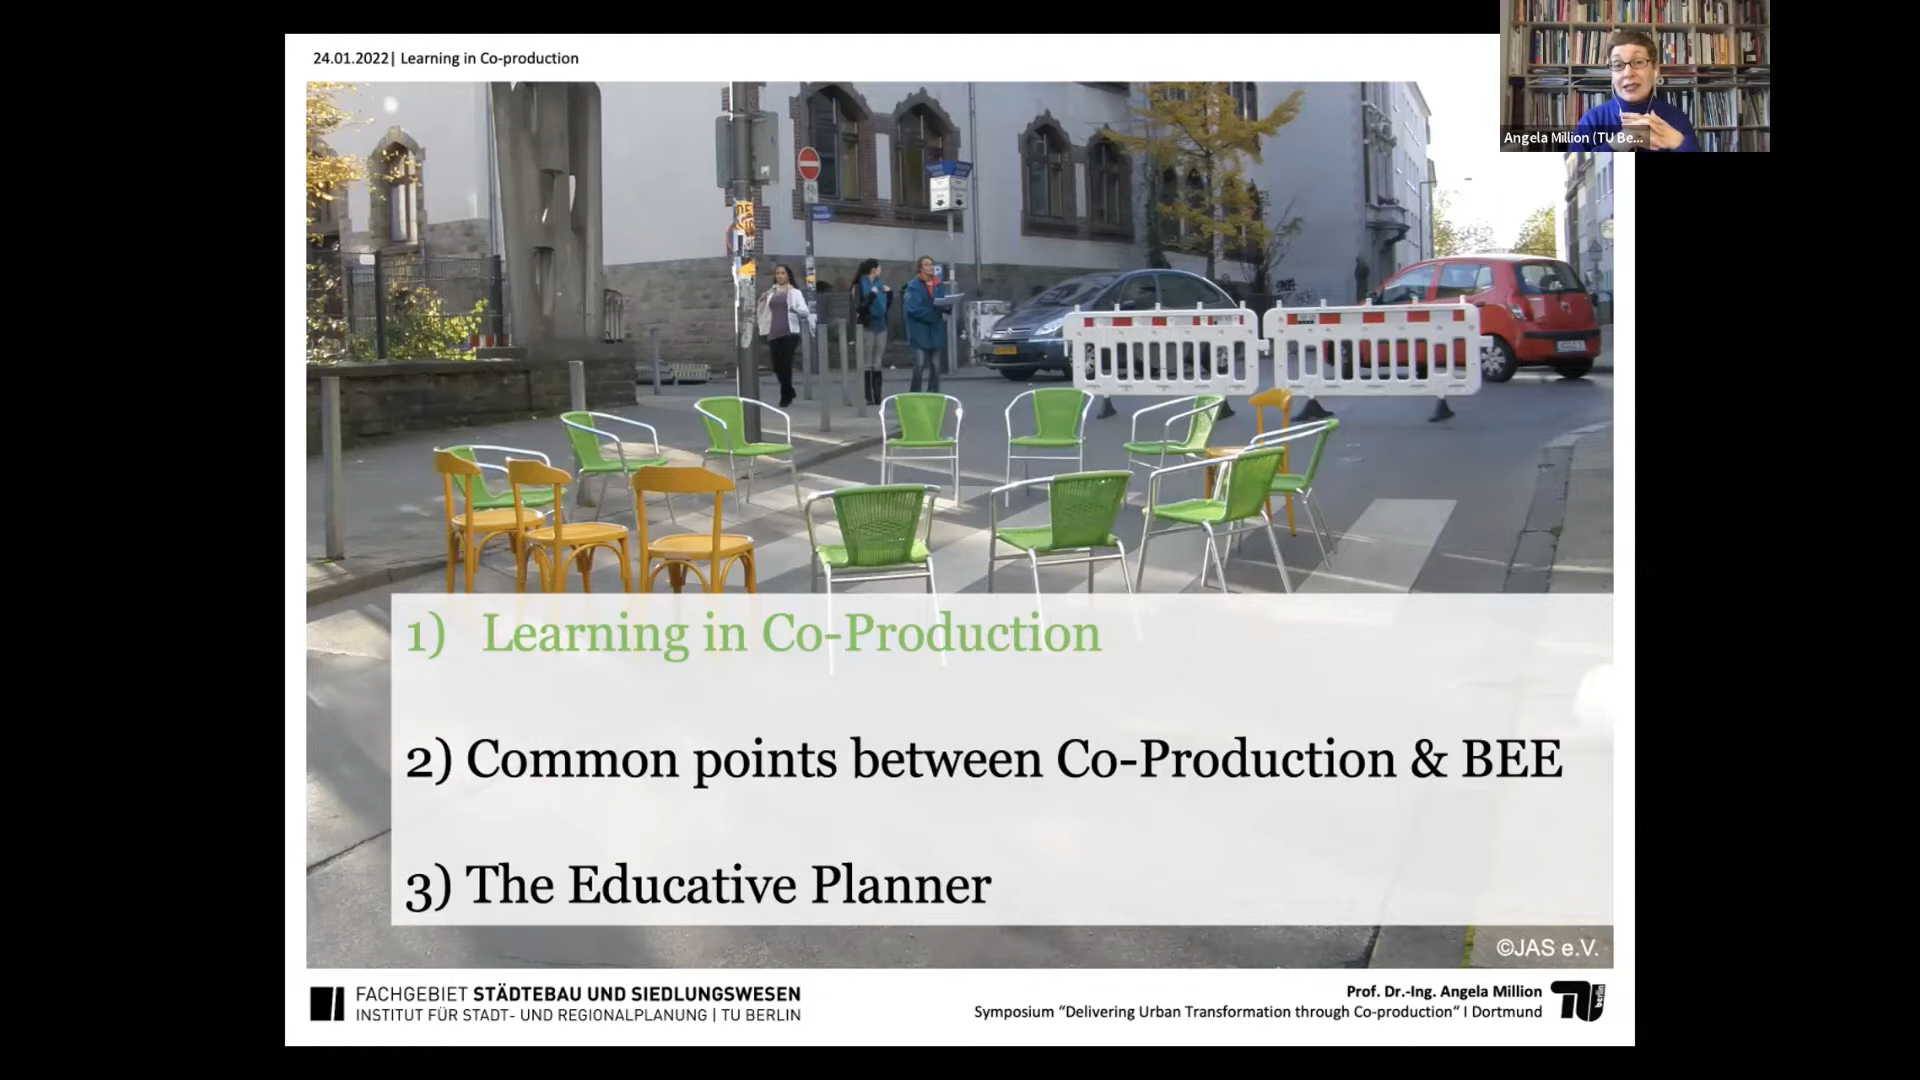 24.01.2022| Learning in Co-production
Angela Million (TU Be...
1) Learning in Co-Production
2) Common points between Co-Production & BEE
3) The Educative Planner
©JAS e.V.
FACHGEBIET STÄDTEBAU UND SIEDLUNGSWESEN
INSTITUT FÜR STADT- UND REGIONALPLANUNG | TU BERLIN
Prof. Dr.-Ing. Angela Million
Symposium “Delivering Urban Transformation through Co-production“ I Dortmund
TU
berlin